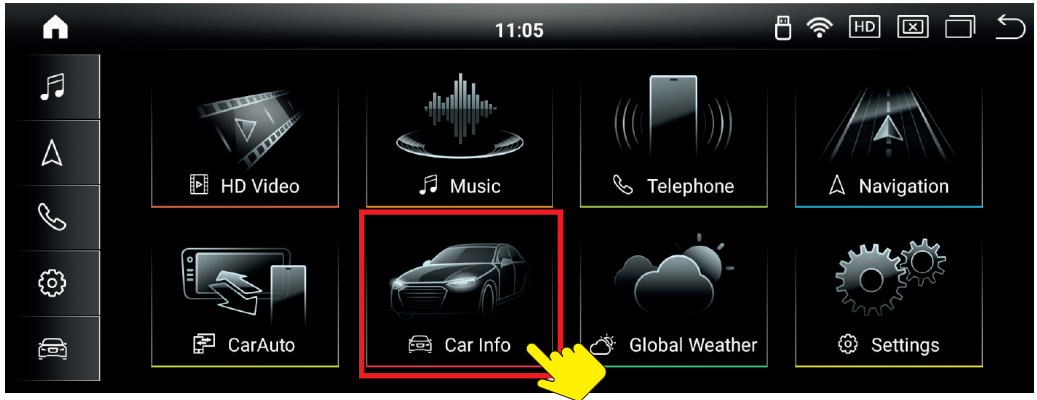 11:05
HD
HD Video
Music
Telephone
Navigation
CarAuto
Car Info
Global Weather
Settings